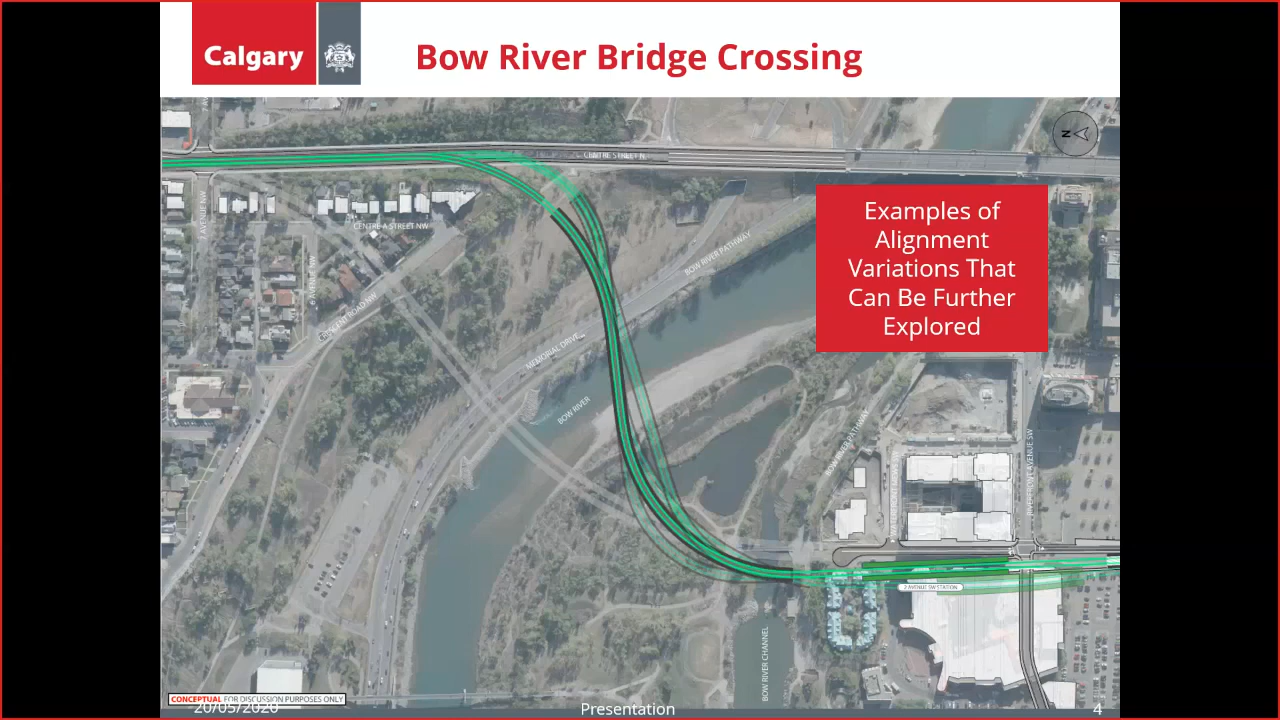 Calgary
Bow River Bridge Crossing
7 AV
N
CENTRE STREET N.
Examples of
Alignment
Variations That
Can Be Further
Explored
7 AVENUE NW
CENTRE A STREET NW
6 AVENUE NW
BOW RIVER PATHWAY
CRESCENT ROAD NW
MEMORIAL DRIVE
BOW RIVER
BOW RIVER PATHWAY
RIVERFRONT AVENUE SW
2 AVENUE SW STATION
BOW RIVER CHANNEL
CONCEPTUAL FOR DISCUSSION PURPOSES ONLY
20/05/2020
Presentation
4